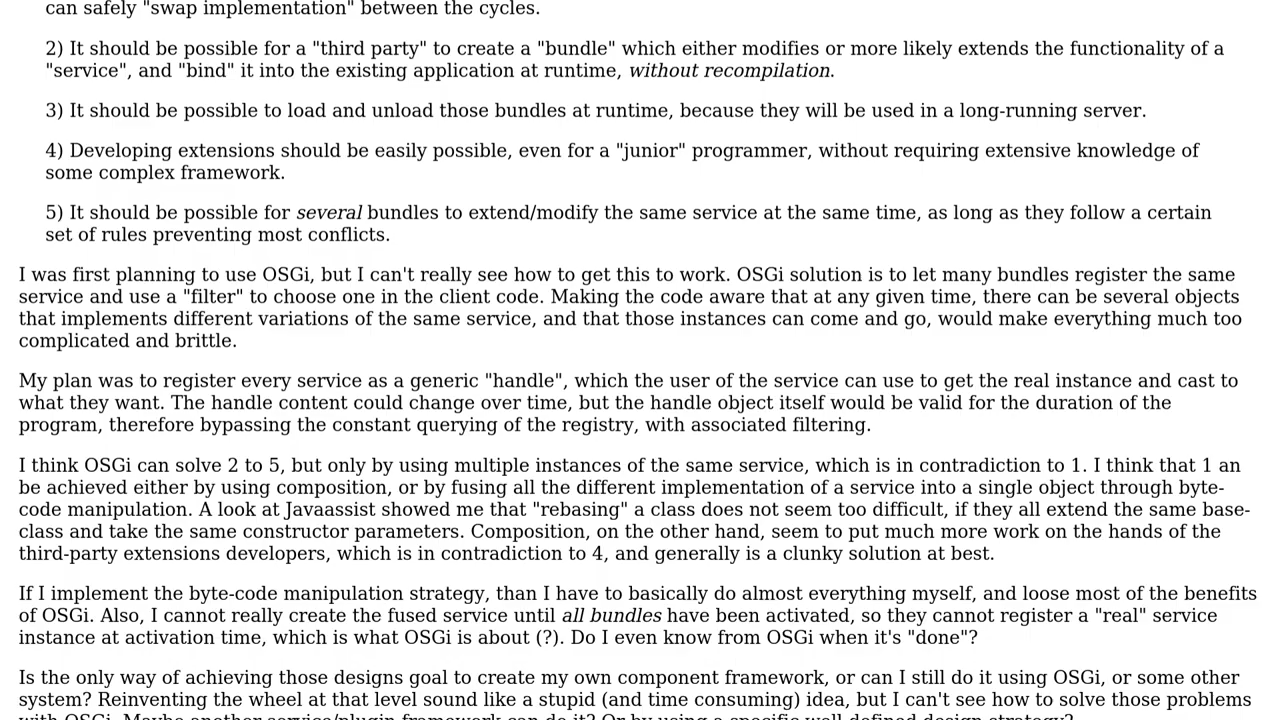 can safely "swap implementation" between the cycles.
2) It should be possible for a "third party" to create a "bundle" which either modifies or more likely extends the functionality of a
"service", and "bind" it into the existing application at runtime, without recompilation.
3) It should be possible to load and unload those bundles at runtime, because they will be used in a long-running server.
4) Developing extensions should be easily possible, even for a "junior" programmer, without requiring extensive knowledge of
some complex framework.
5) It should be possible for several bundles to extend/modify the same service at the same time, as long as they follow a certain
set of rules preventing most conflicts.
I was first planning to use OSGi, but I can't really see how to get this to work. OSGi solution is to let many bundles register the same
service and use a "filter" to choose one in the client code. Making the code aware that at any given time, there can be several objects
that implements different variations of the same service, and that those instances can come and go, would make everything much too
complicated and brittle.
My plan was to register every service as a generic "handle", which the user of the service can use to get the real instance and cast to
what they want. The handle content could change over time, but the handle object itself would be valid for the duration of the
program, therefore bypassing the constant querying of the registry, with associated filtering.
I think OSGi can solve 2 to 5, but only by using multiple instances of the same service, which is in contradiction to 1. I think that 1 an
be achieved either by using composition, or by fusing all the different implementation of a service into a single object through byte-
code manipulation. A look at Javaassist showed me that "rebasing" a class does not seem too difficult, if they all extend the same base-
class and take the same constructor parameters. Composition, on the other hand, seem to put much more work on the hands of the
third-party extensions developers, which is in contradiction to 4, and generally is a clunky solution at best.
If I implement the byte-code manipulation strategy, than I have to basically do almost everything myself, and loose most of the benefits
of OSGi. Also, I cannot really create the fused service until all bundles have been activated, so they cannot register a "real" service
instance at activation time, which is what OSGi is about (?). Do I even know from OSGi when it's "done"?
Is the only way of achieving those designs goal to create my own component framework, or can I still do it using OSGi, or some other
system? Reinventing the wheel at that level sound like a stupid (and time consuming) idea, but I can't see how to solve those problems
with OSGi. Maybe another service/plugin framework can do it? Or by using a specific well-defined design strategy?